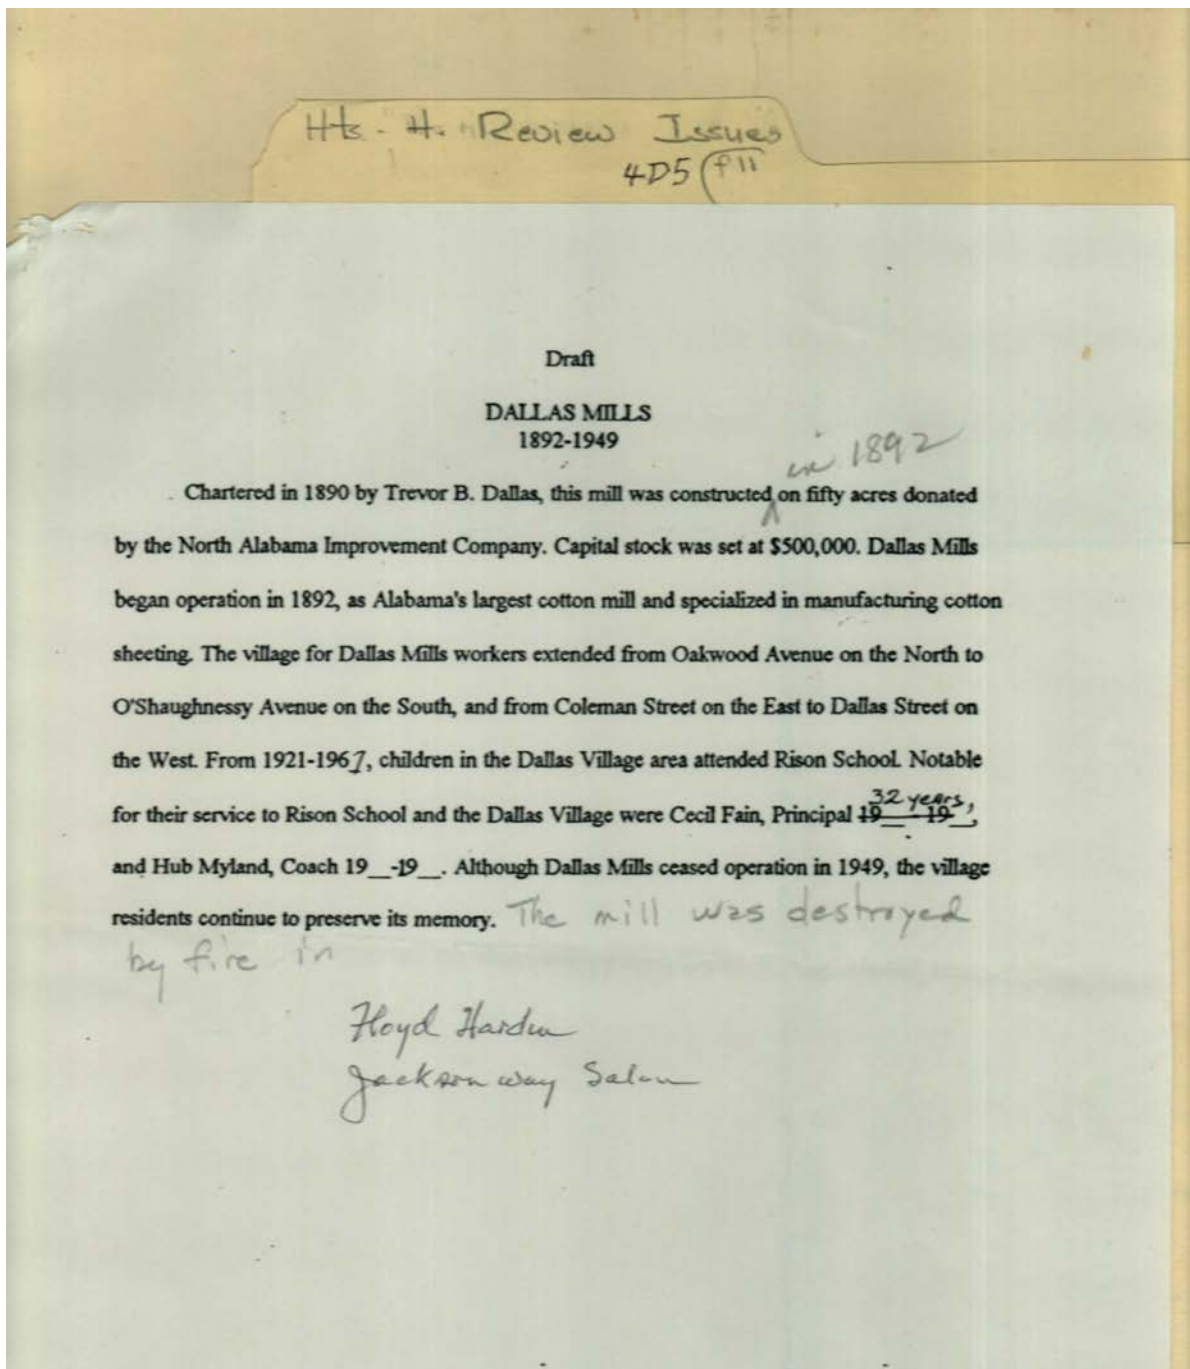 Hts - H. Review Issues
4D5 f11
Draft
DALLAS MILLS
1892-1949
in 1892
Chartered in 1890 by Trevor B. Dallas, this mill was constructed on fifty acres donated
by the North Alabama Improvement Company. Capital stock was set at $500,000. Dallas Mills
began operation in 1892, as Alabama's largest cotton mill and specialized in manufacturing cotton
sheeting. The village for Dallas Mills workers extended from Oakwood Avenue on the North to
O'Shaughnessy Avenue on the South, and from Coleman Street on the East to Dallas Street on
the West. From 1921-1967, children in the Dallas Village area attended Rison School. Notable
32 years,
for their service to Rison School and the Dallas Village were Cecil Fain, Principal 19__-19__,
and Hub Myland, Coach 19__-19__. Although Dallas Mills ceased operation in 1949, the village
residents continue to preserve its memory. The mill was destroyed
by fire in
Floyd Hardin
Jackson way Salon